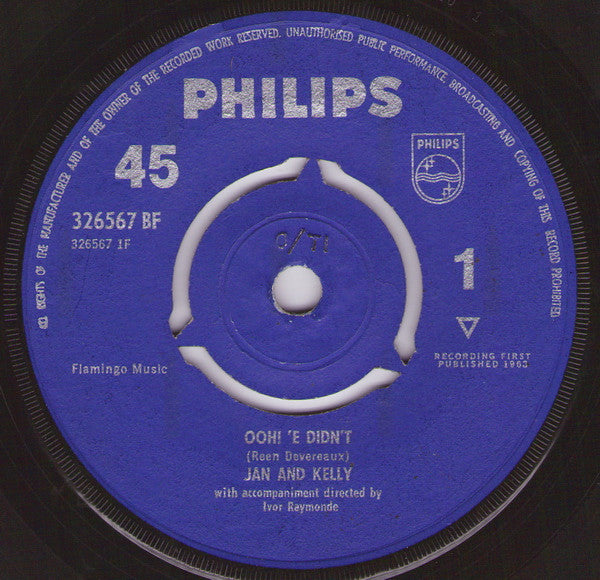 ALL RIGHTS OF THE MANUFACTURER AND OF THE OWNER OF THE RECORDED WORK RESERVED. UNAUTHORISED PUBLIC PERFORMANCE, BROADCASTING AND COPYING OF THIS RECORD PROHIBITED.
PHILIPS
45
PHILIPS
326567 BF
326567 1F
1
Flamingo Music
RECORDING FIRST
PUBLISHED 1963
OOH! 'E DIDN'T
(Reen Devereaux)
JAN AND KELLY
with accompaniment directed by
Ivor Raymonde